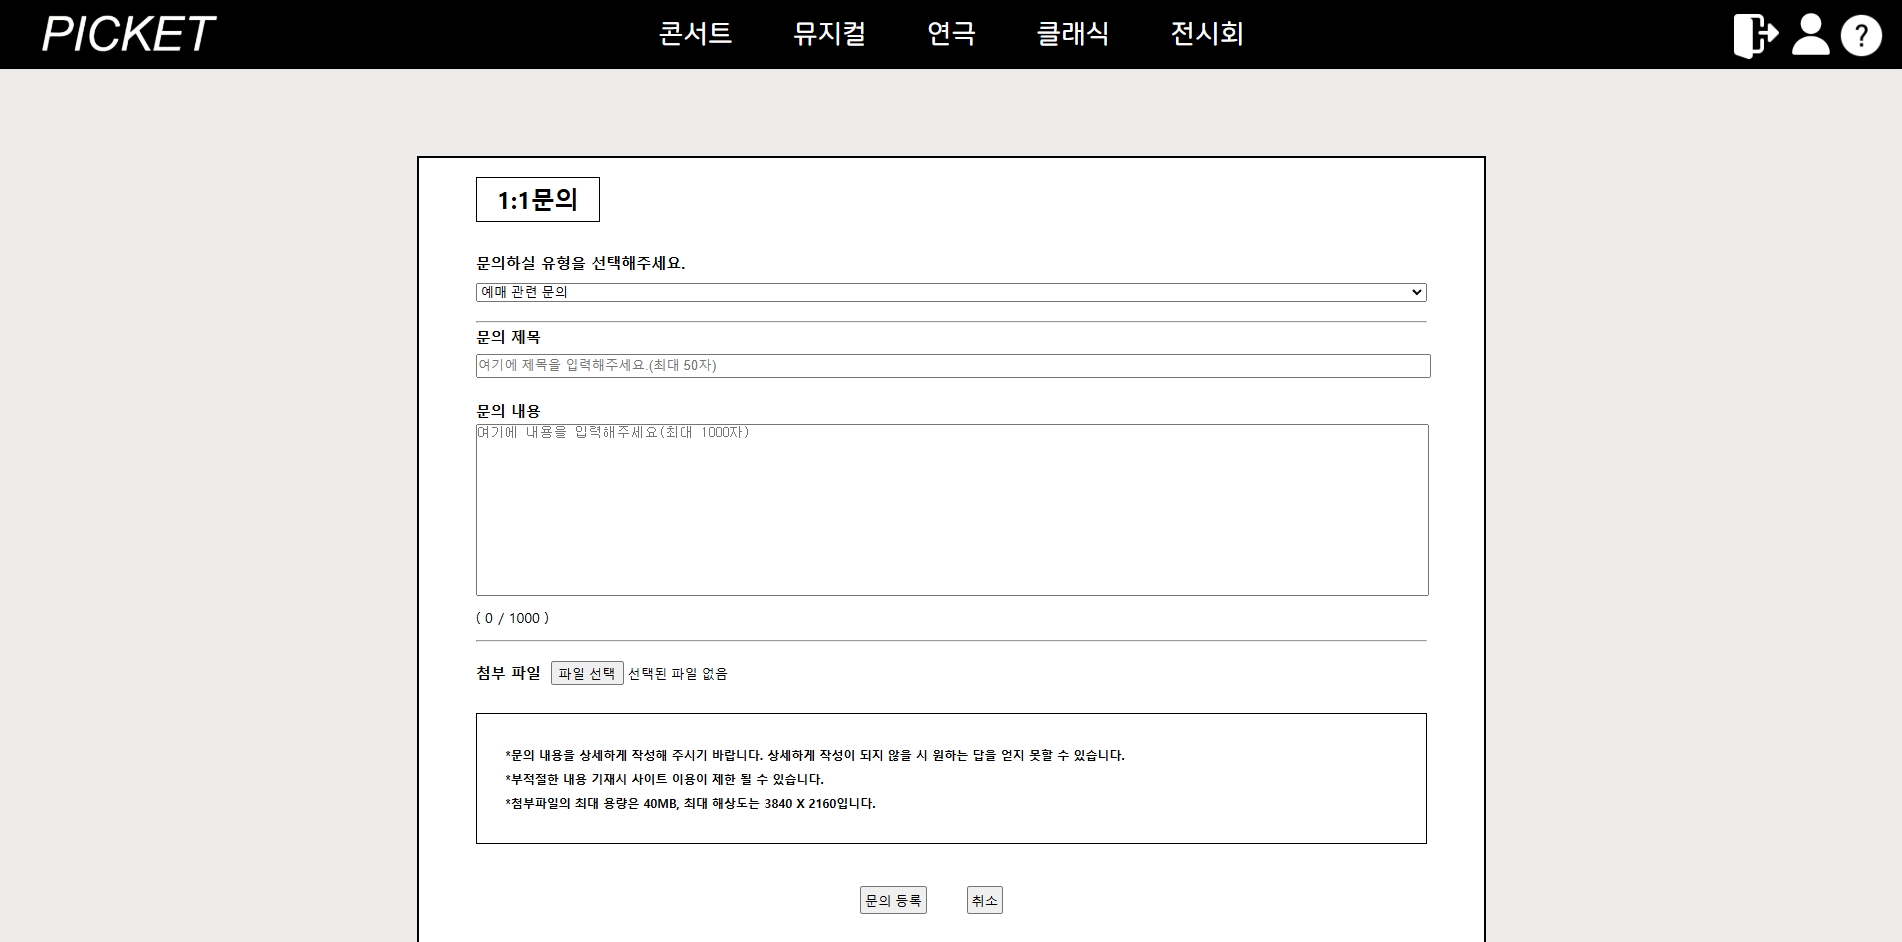 PICKET
콘서트 뮤지컬 연극 클래식 전시회
?
1:1문의
문의하실 유형을 선택해주세요.
예매 관련 문의
문의 제목
여기에 제목을 입력해주세요.(최대 50자)
문의 내용
여기에 내용을 입력해주세요(최대 1000자)
( 0 / 1000 )
첨부 파일 파일 선택 선택된 파일 없음
*문의 내용을 상세하게 작성해 주시기 바랍니다. 상세하게 작성이 되지 않을 시 원하는 답을 얻지 못할 수 있습니다.
*부적절한 내용 기재시 사이트 이용이 제한 될 수 있습니다.
*첨부파일의 최대 용량은 40MB, 최대 해상도는 3840 X 2160입니다.
문의 등록 취소